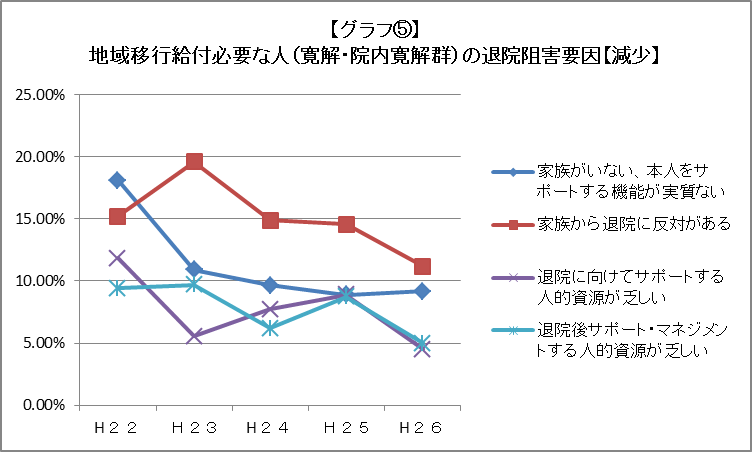 【グラフ⑤】
地域移行給付必要な人（寛解・院内寛解群）の退院阻害要因【減少】
25.00%
20.00%
15.00%
10.00%
5.00%
0.00%
H２２
H２３
H２４
H２５
H２６
家族がいない、本人をサ
ポートする機能が実質ない
家族から退院に反対がある
退院に向けてサポートする
人的資源が乏しい
退院後サポート・マネジメン
トする人的資源が乏しい